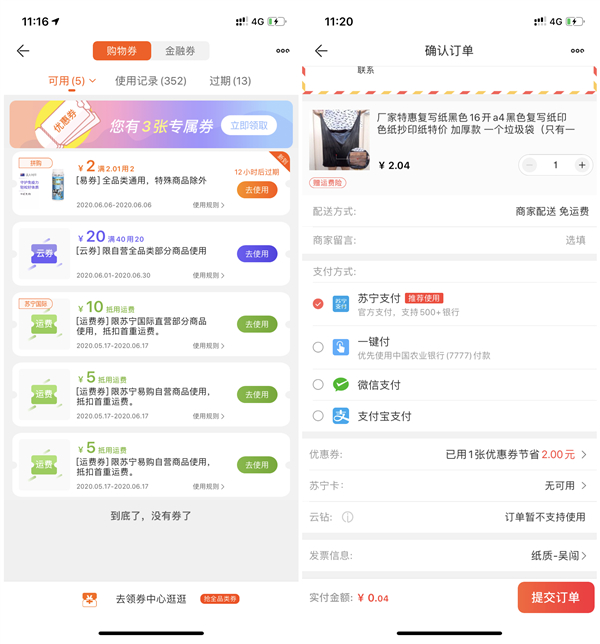 11:16
4G
购物券
金融券
可用(5)
使用记录(352)
过期(13)
优惠券
您有3张专属券
立即领取
拼购
¥2满2.01用2
[易券]全品类通用，特殊商品除外
2020.06.06-2020.06.06
使用规则
12小时后过期
去使用
云券
¥20满40用20
[云券]限自营全品类部分商品使用
2020.06.01-2020.06.30
使用规则
去使用
苏宁国际
运费
¥10抵用运费
[运费券]限苏宁国际直营部分商品
使用，抵扣首重运费。
2020.05.17-2020.06.17
使用规则
去使用
运费
¥5抵用运费
[运费券]限苏宁易购自营商品使用，
抵扣首重运费。
2020.05.17-2020.06.17
使用规则
去使用
运费
¥5抵用运费
[运费券]限苏宁易购自营商品使用，
抵扣首重运费。
2020.05.17-2020.06.17
使用规则
去使用
到底了，没有券了
去领券中心逛逛
抢全品类券
11:20
4G
确认订单
联系
厂家特惠复写纸黑色16开a4黑色复写纸印
色纸抄印纸特价 加厚款 一个垃圾袋（只有一
¥2.04
1
赠运费险
配送方式:
商家配送 免运费
商家留言:
选填
支付方式:
苏宁支付
苏宁支付 推荐使用
官方支付，支持500+银行
一键付
优先使用中国农业银行(7777)付款
微信支付
支付宝支付
优惠券:
已用1张优惠券节省2.00元
苏宁卡:
无可用
云钻:
订单暂不支持使用
发票信息:
纸质-吴闯
实付金额: ¥0.04
提交订单